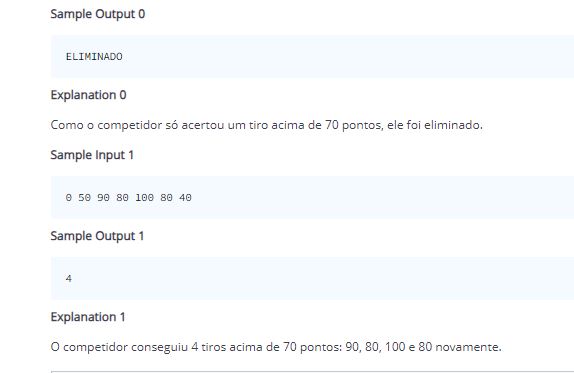 Sample Output 0
ELIMINADO
Explanation 0
Como o competidor só acertou um tiro acima de 70 pontos, ele foi eliminado.
Sample Input 1
0 50 90 80 100 80 40
Sample Output 1
4
Explanation 1
O competidor conseguiu 4 tiros acima de 70 pontos: 90, 80, 100 e 80 novamente.